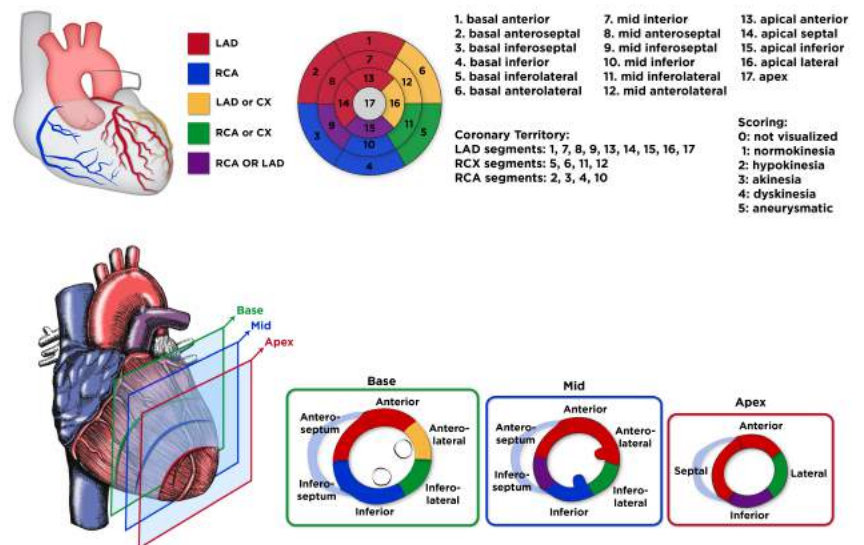 LAD
RCA
LAD or CX
RCA or CX
RCA OR LAD
1
2
3
4
5
6
7
8
9
10
11
12
13
14
15
16
17
1. basal anterior
2. basal anteroseptal
3. basal inferoseptal
4. basal inferior
5. basal inferolateral
6. basal anterolateral
7. mid interior
8. mid anteroseptal
9. mid inferoseptal
10. mid inferior
11. mid inferolateral
12. mid anterolateral
13. apical anterior
14. apical septal
15. apical inferior
16. apical lateral
17. apex
Coronary Territory:
LAD segments: 1, 7, 8, 9, 13, 14, 15, 16, 17
RCX segments: 5, 6, 11, 12
RCA segments: 2, 3, 4, 10
Scoring:
0: not visualized
1: normokinesia
2: hypokinesia
3: akinesia
4: dyskinesia
5: aneurysmatic
Base
Mid
Apex
Base
Anterior
Antero-
septum
Antero-
lateral
Infero-
septum
Infero-
lateral
Inferior
Mid
Anterior
Antero-
septum
Antero-
lateral
Infero-
septum
Infero-
lateral
Inferior
Apex
Anterior
Septal
Lateral
Inferior